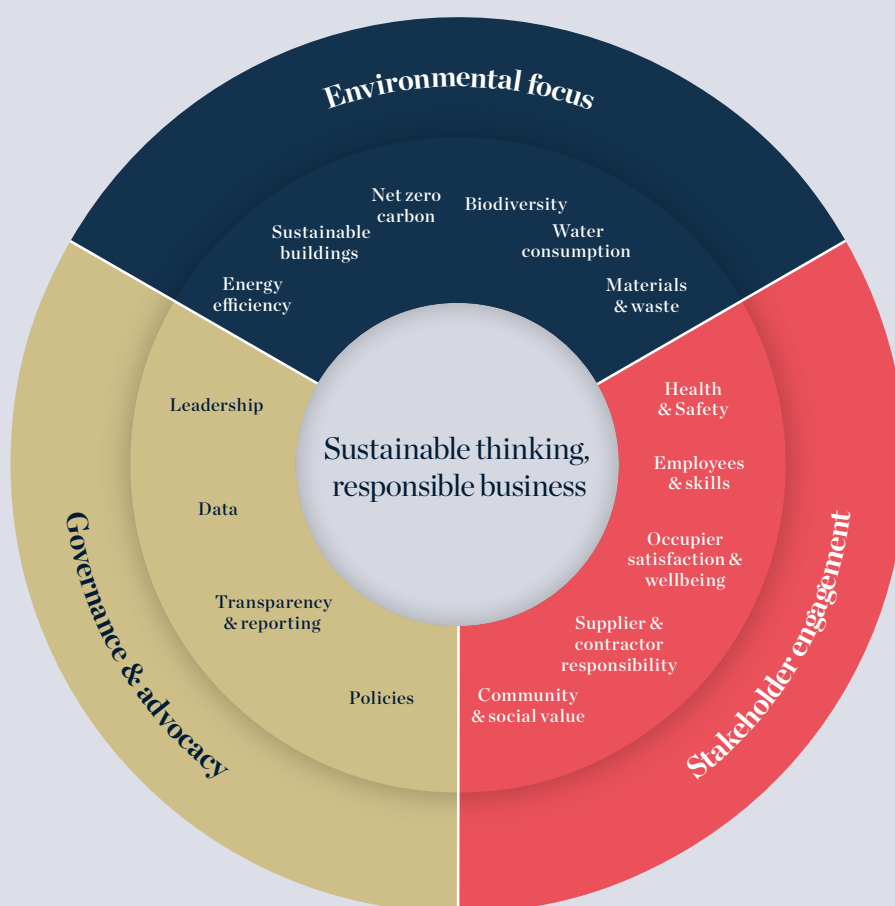 Environmental focus
Net zero
carbon
Biodiversity
Sustainable
buildings
Water
consumption
Energy
efficiency
Materials
& waste
Sustainable thinking,
responsible business
Stakeholder engagement
Health
& Safety
Employees
& skills
Occupier
satisfaction &
wellbeing
Supplier &
contractor
responsibility
Community
& social value
Governance & advocacy
Leadership
Data
Transparency
& reporting
Policies